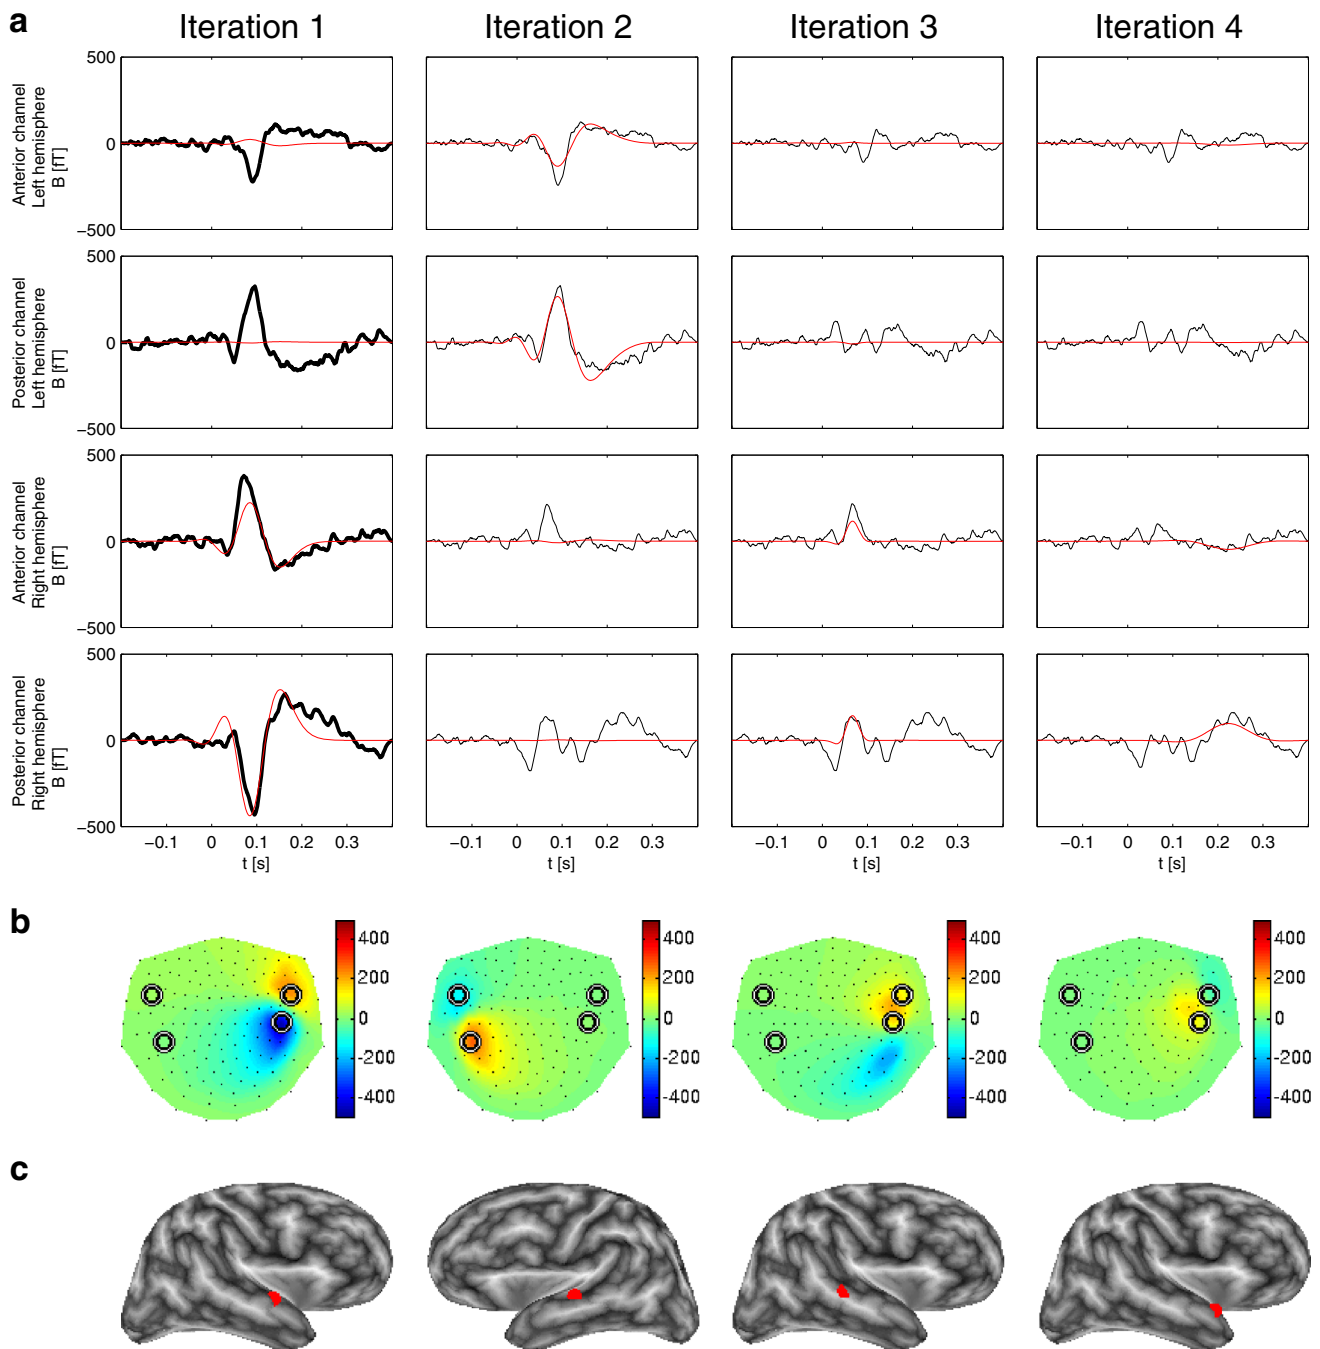 a
Iteration 1 Iteration 2 Iteration 3 Iteration 4
Anterior channel
Left hemisphere
B [fT]
500
0
−500
Posterior channel
Left hemisphere
B [fT]
500
0
−500
Anterior channel
Right hemisphere
B [fT]
500
0
−500
Posterior channel
Right hemisphere
B [fT]
500
0
−500
−0.1 0 0.1 0.2 0.3 −0.1 0 0.1 0.2 0.3 −0.1 0 0.1 0.2 0.3 −0.1 0 0.1 0.2 0.3
t [s] t [s] t [s] t [s]
b
400 400 400 400
200 200 200 200
0 0 0 0
-200 -200 -200 -200
-400 -400 -400 -400
c